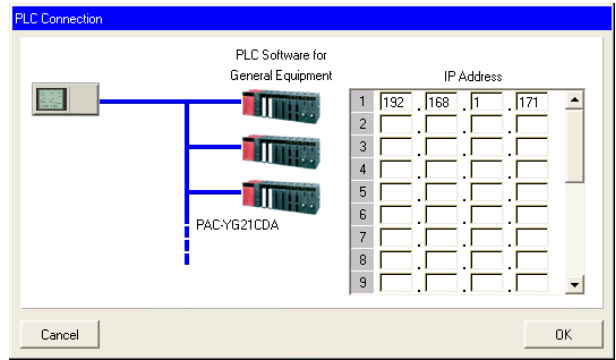 PLC Connection
PLC Software for
General Equipment
IP Address
1 192 . 168 . 1 . 171
2 . . .
3 . . .
4 . . .
5 . . .
6 . . .
7 . . .
8 . . .
9 . . .
PAC-YG21CDA
Cancel
OK